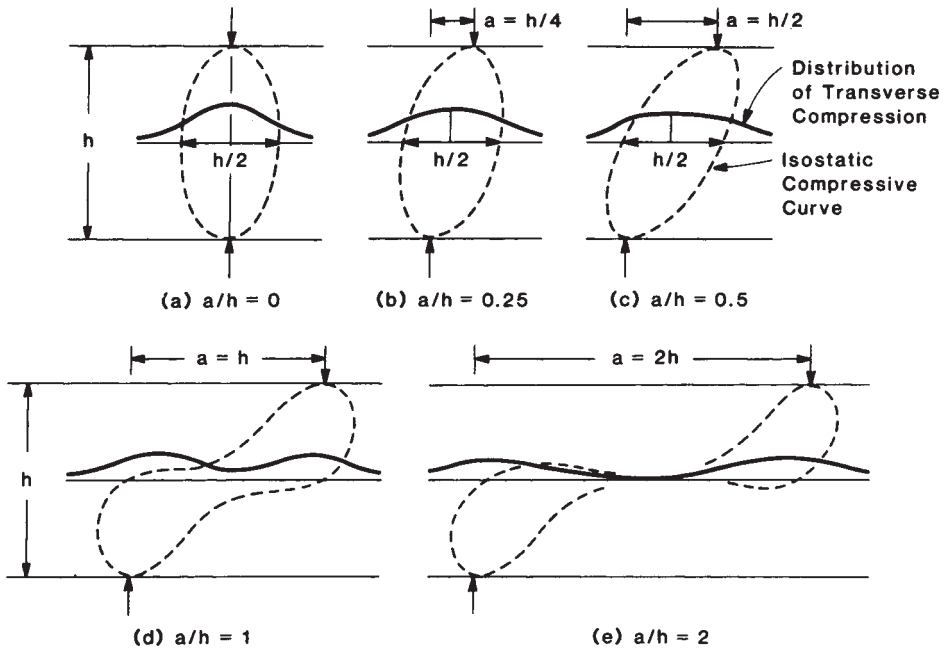 a = h/4
a = h/2
h
h/2
h/2
h/2
Distribution
of Transverse
Compression
Isostatic
Compressive
Curve
(a) a/h = 0
(b) a/h = 0.25
(c) a/h = 0.5
a = h
a = 2h
h
(d) a/h = 1
(e) a/h = 2